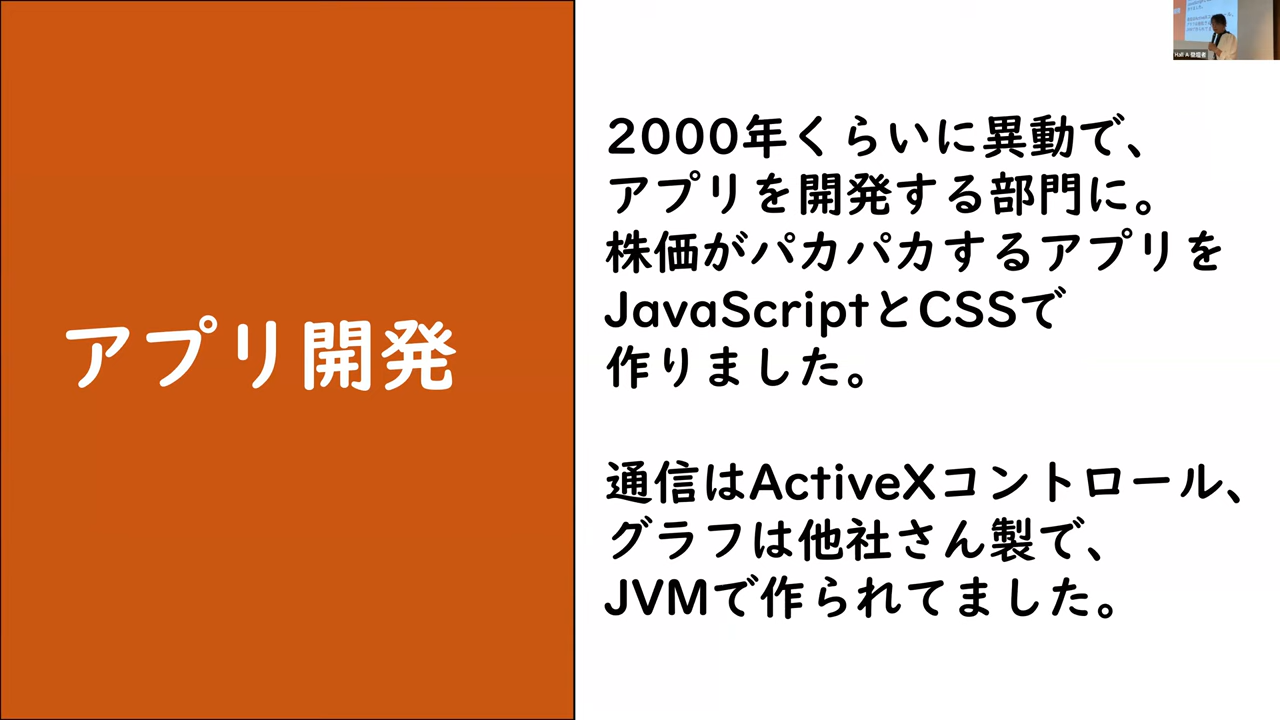 アプリ開発
2000年くらいに異動で、
アプリを開発する部門に。
株価がパカパカするアプリを
JavaScriptとCSSで
作りました。
通信はActiveXコントロール、
グラフは他社さん製で、
JVMで作られてました。
Hall A 登壇者